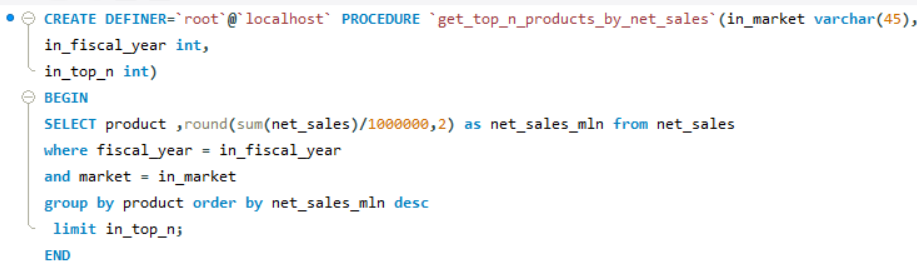 CREATE DEFINER=`root`@`localhost` PROCEDURE `get_top_n_products_by_net_sales`(in_market varchar(45),
in_fiscal_year int,
in_top_n int)
BEGIN
SELECT product ,round(sum(net_sales)/1000000,2) as net_sales_mln from net_sales
where fiscal_year = in_fiscal_year
and market = in_market
group by product order by net_sales_mln desc
limit in_top_n;
END